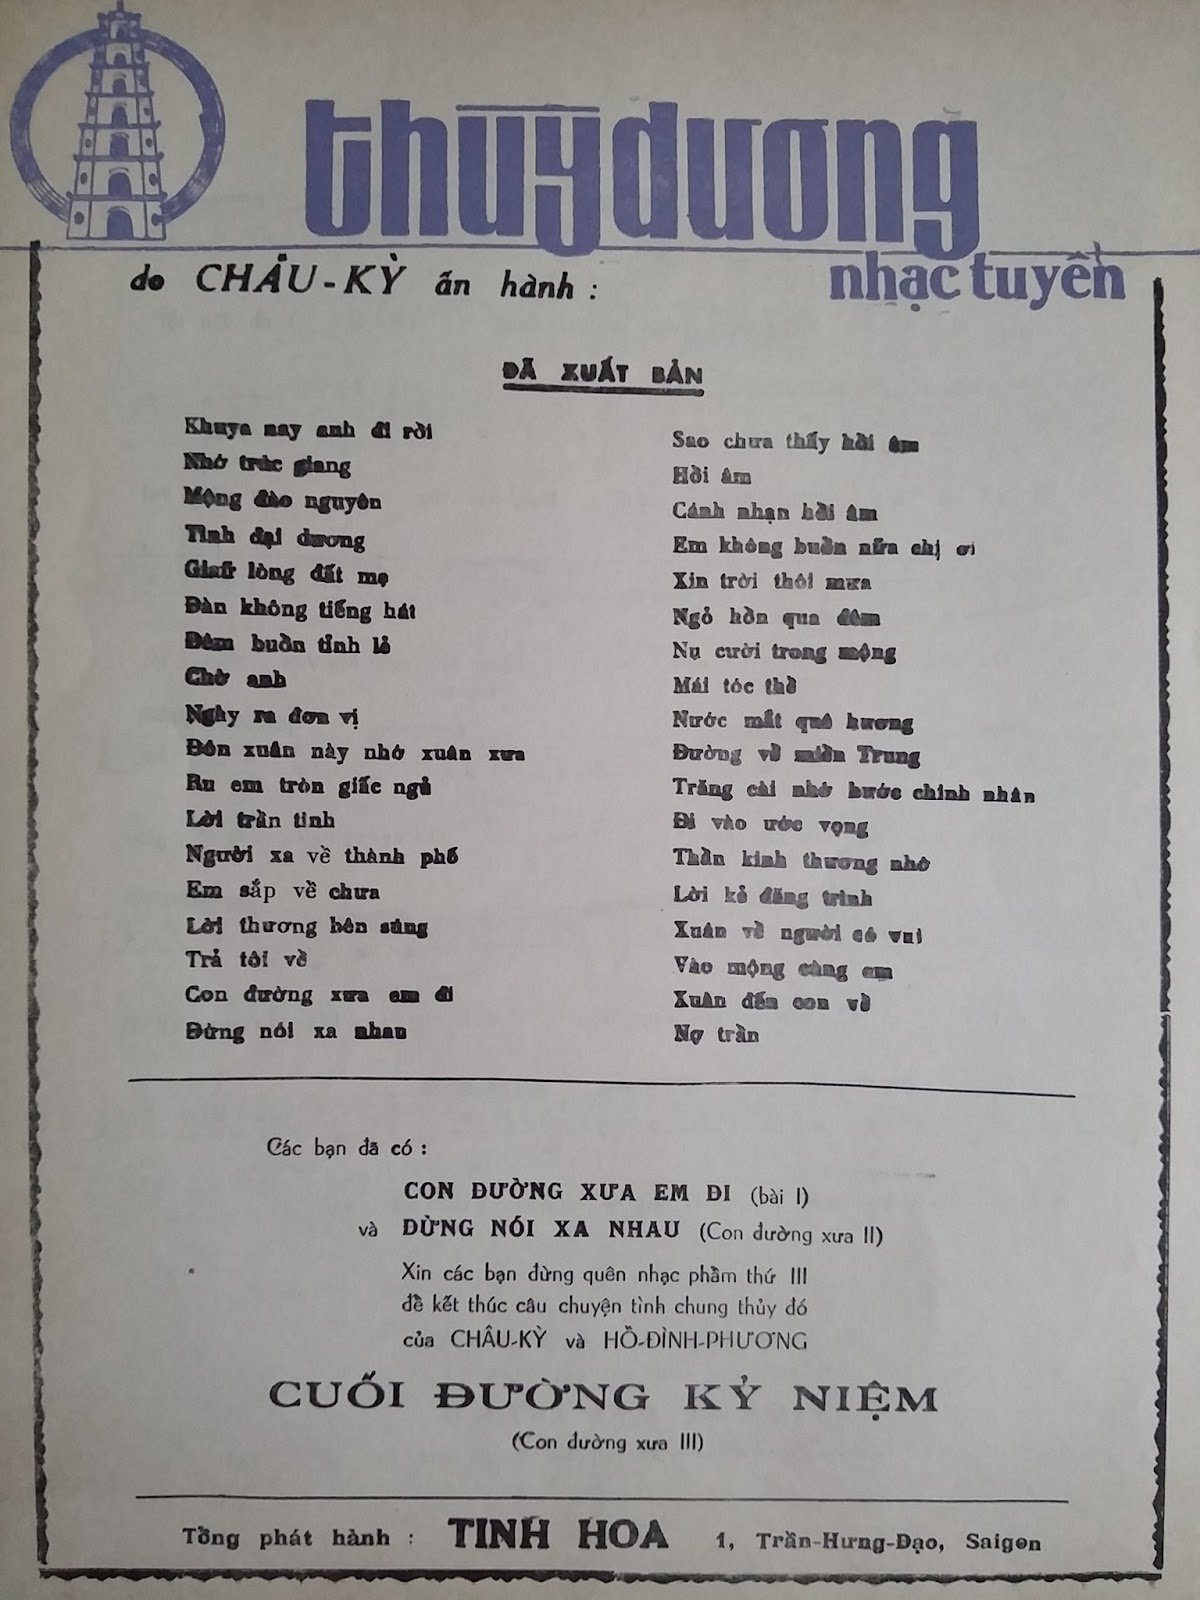 thùy dương
nhạc tuyển
do CHÂU-KỲ ấn hành :
ĐÃ XUẤT BẢN
Khuya nay anh đi rồi
Nhớ trúc giang
Mộng đào nguyên
Tình đại dương
Giữa lòng đất mẹ
Đàn không tiếng hát
Đêm buồn tỉnh lẻ
Chờ anh
Ngày ra đơn vị
Đón xuân này nhớ xuân xưa
Ru em tròn giấc ngủ
Lời trần tình
Người xa về thành phố
Em sắp về chưa
Lời thương bên súng
Trả tôi về
Con đường xưa em đi
Đừng nói xa nhau
Sao chưa thấy hồi âm
Hồi âm
Cánh nhạn hồi âm
Em không buồn nữa chị ơi
Xin trời thôi mưa
Ngỏ hồn qua đêm
Nụ cười trong mộng
Mái tóc thề
Nước mắt quê hương
Đường về miền Trung
Trăng cài nhớ bước chinh nhân
Đi vào ước vọng
Thần kinh thương nhớ
Lời kẻ đăng trình
Xuân về người có vui
Vào mộng cùng em
Xuân đến con về
Nợ trần
Các bạn đã có :
CON ĐƯỜNG XƯA EM ĐI (bài I)
và ĐỪNG NÓI XA NHAU (Con đường xưa II)
Xin các bạn đừng quên nhạc phẩm thứ III
để kết thúc câu chuyện tình chung thủy đó
của CHÂU-KỲ và HỒ-ĐÌNH-PHƯƠNG
CUỐI ĐƯỜNG KỶ NIỆM
(Con đường xưa III)
Tổng phát hành : TINH HOA 1, Trần-Hưng-Đạo, Saigon